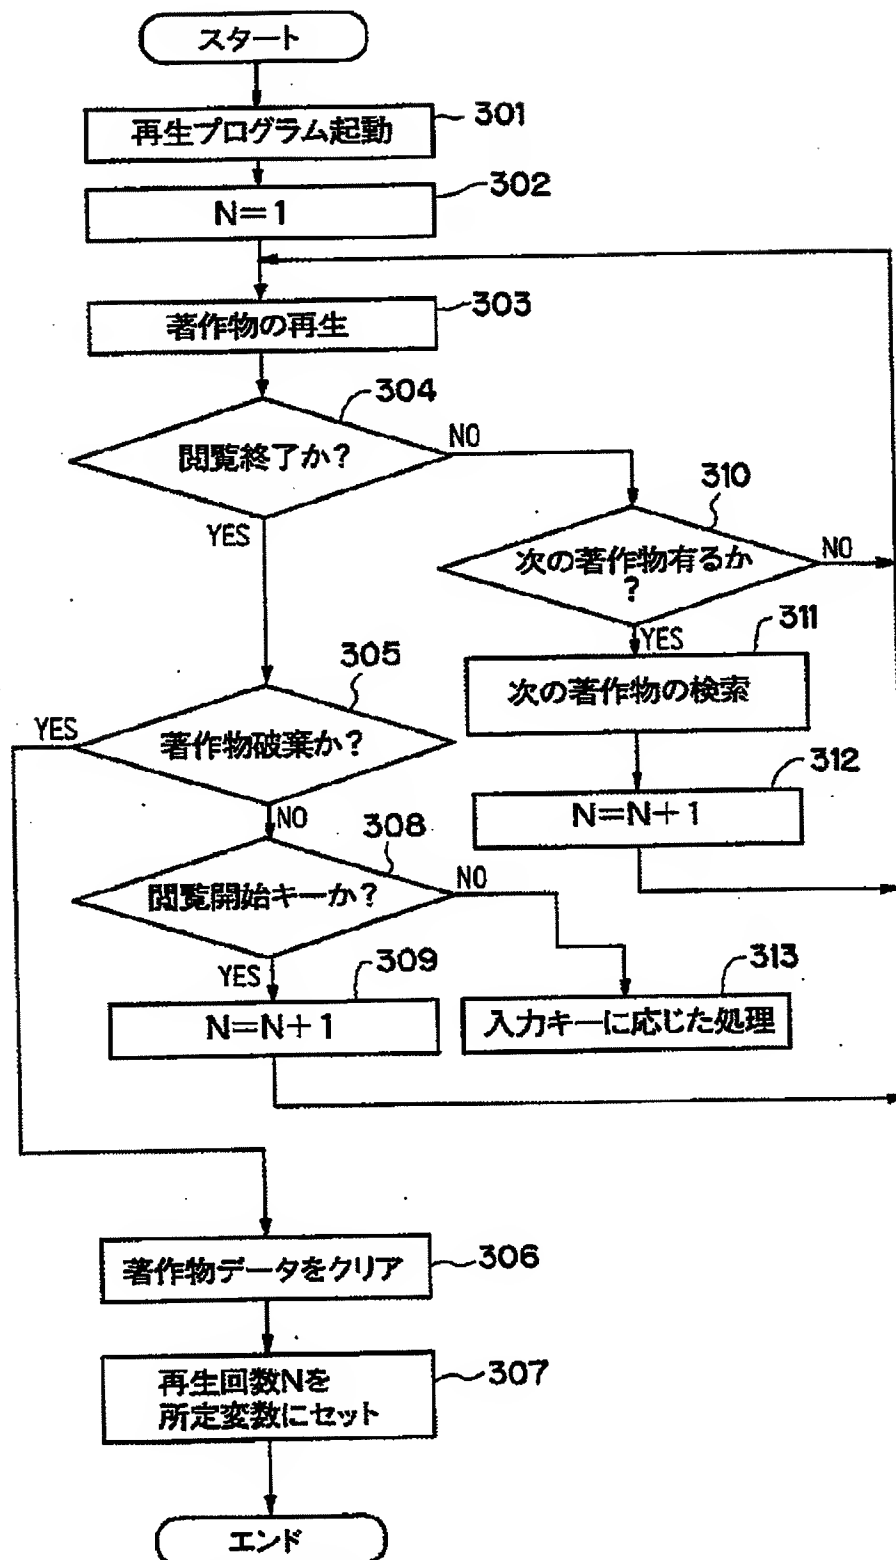 スタート
再生プログラム起動
301
N=1
302
著作物の再生
303
304
閲覧終了か?
NO
YES
310
次の著作物有るか
?
NO
YES
311
次の著作物の検索
312
N=N+1
305
著作物破棄か?
YES
NO
308
閲覧開始キーか?
NO
YES
309
N=N+1
313
入力キーに応じた処理
著作物データをクリア
306
再生回数Nを
所定変数にセット
307
エンド